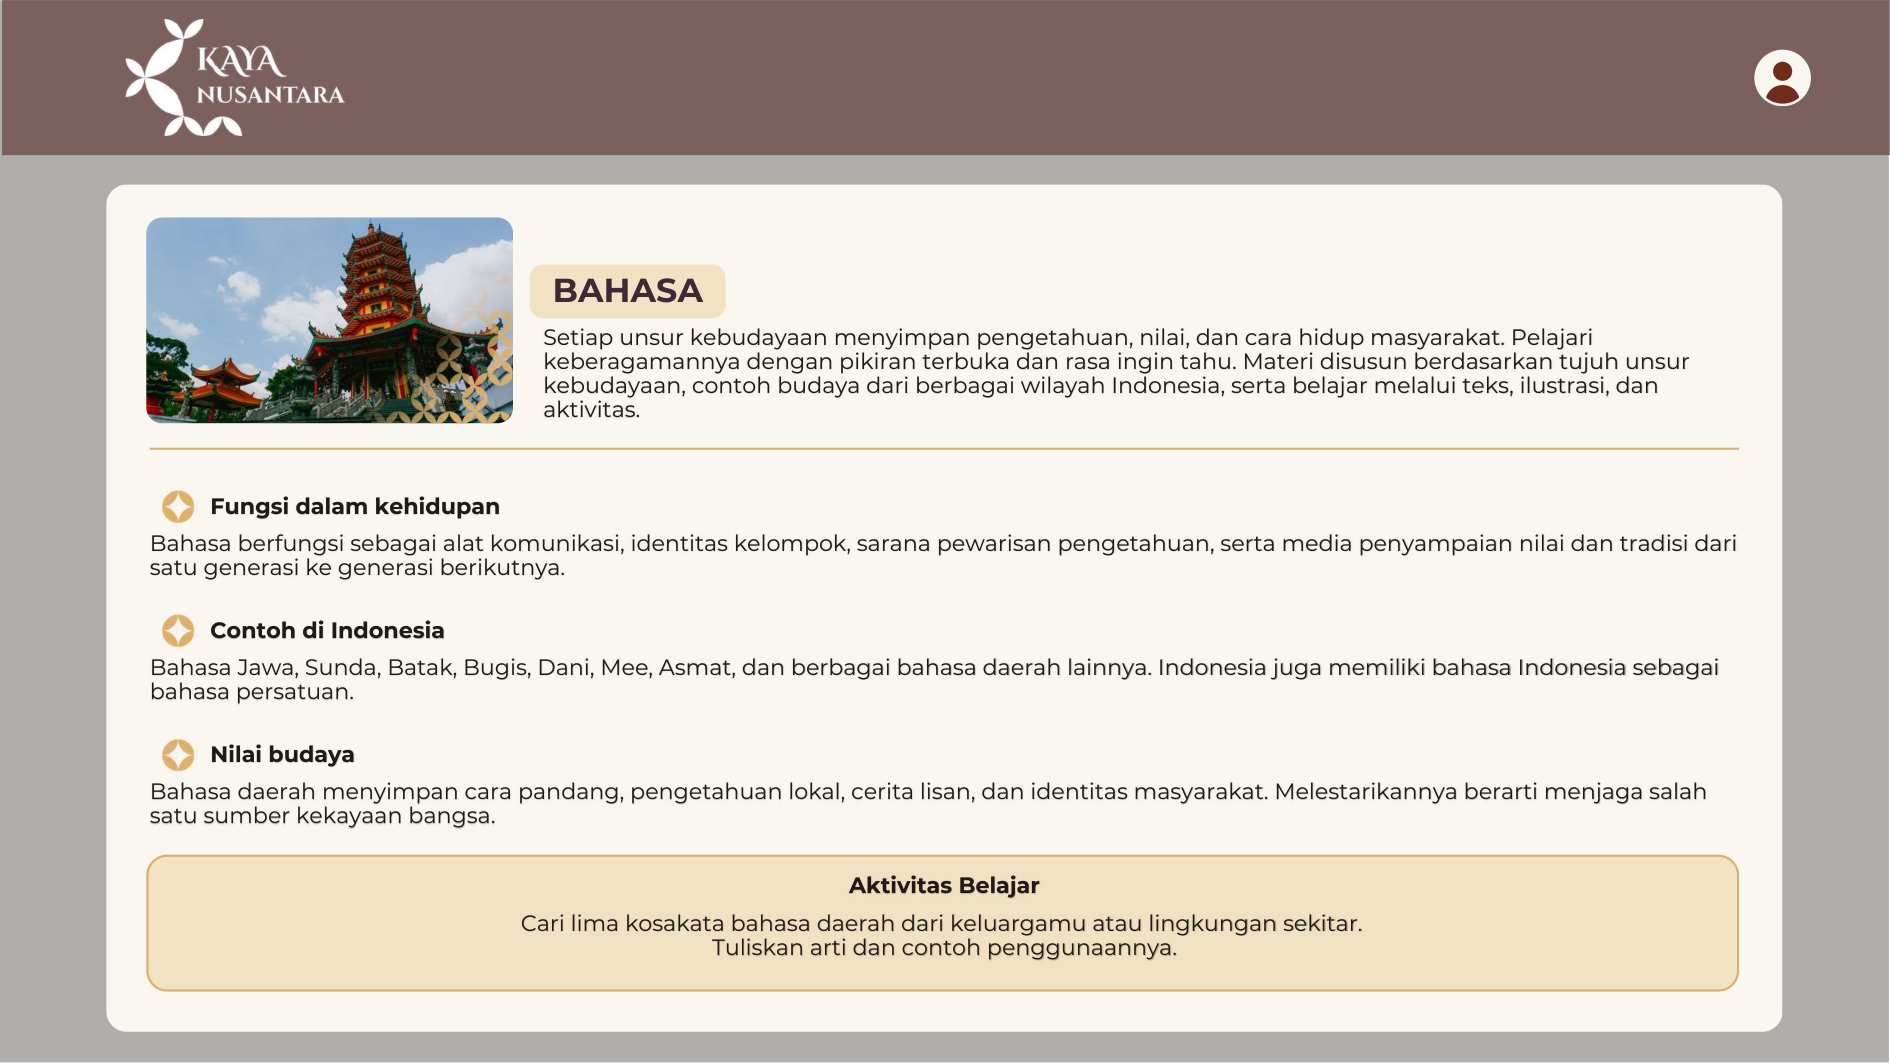 KAYA
NUSANTARA
BAHASA
Setiap unsur kebudayaan menyimpan pengetahuan, nilai, dan cara hidup masyarakat. Pelajari
keberagamannya dengan pikiran terbuka dan rasa ingin tahu. Materi disusun berdasarkan tujuh unsur
kebudayaan, contoh budaya dari berbagai wilayah Indonesia, serta belajar melalui teks, ilustrasi, dan
aktivitas.
Fungsi dalam kehidupan
Bahasa berfungsi sebagai alat komunikasi, identitas kelompok, sarana pewarisan pengetahuan, serta media penyampaian nilai dan tradisi dari
satu generasi ke generasi berikutnya.
Contoh di Indonesia
Bahasa Jawa, Sunda, Batak, Bugis, Dani, Mee, Asmat, dan berbagai bahasa daerah lainnya. Indonesia juga memiliki bahasa Indonesia sebagai
bahasa persatuan.
Nilai budaya
Bahasa daerah menyimpan cara pandang, pengetahuan lokal, cerita lisan, dan identitas masyarakat. Melestarikannya berarti menjaga salah
satu sumber kekayaan bangsa.
Aktivitas Belajar
Cari lima kosakata bahasa daerah dari keluargamu atau lingkungan sekitar.
Tuliskan arti dan contoh penggunaannya.